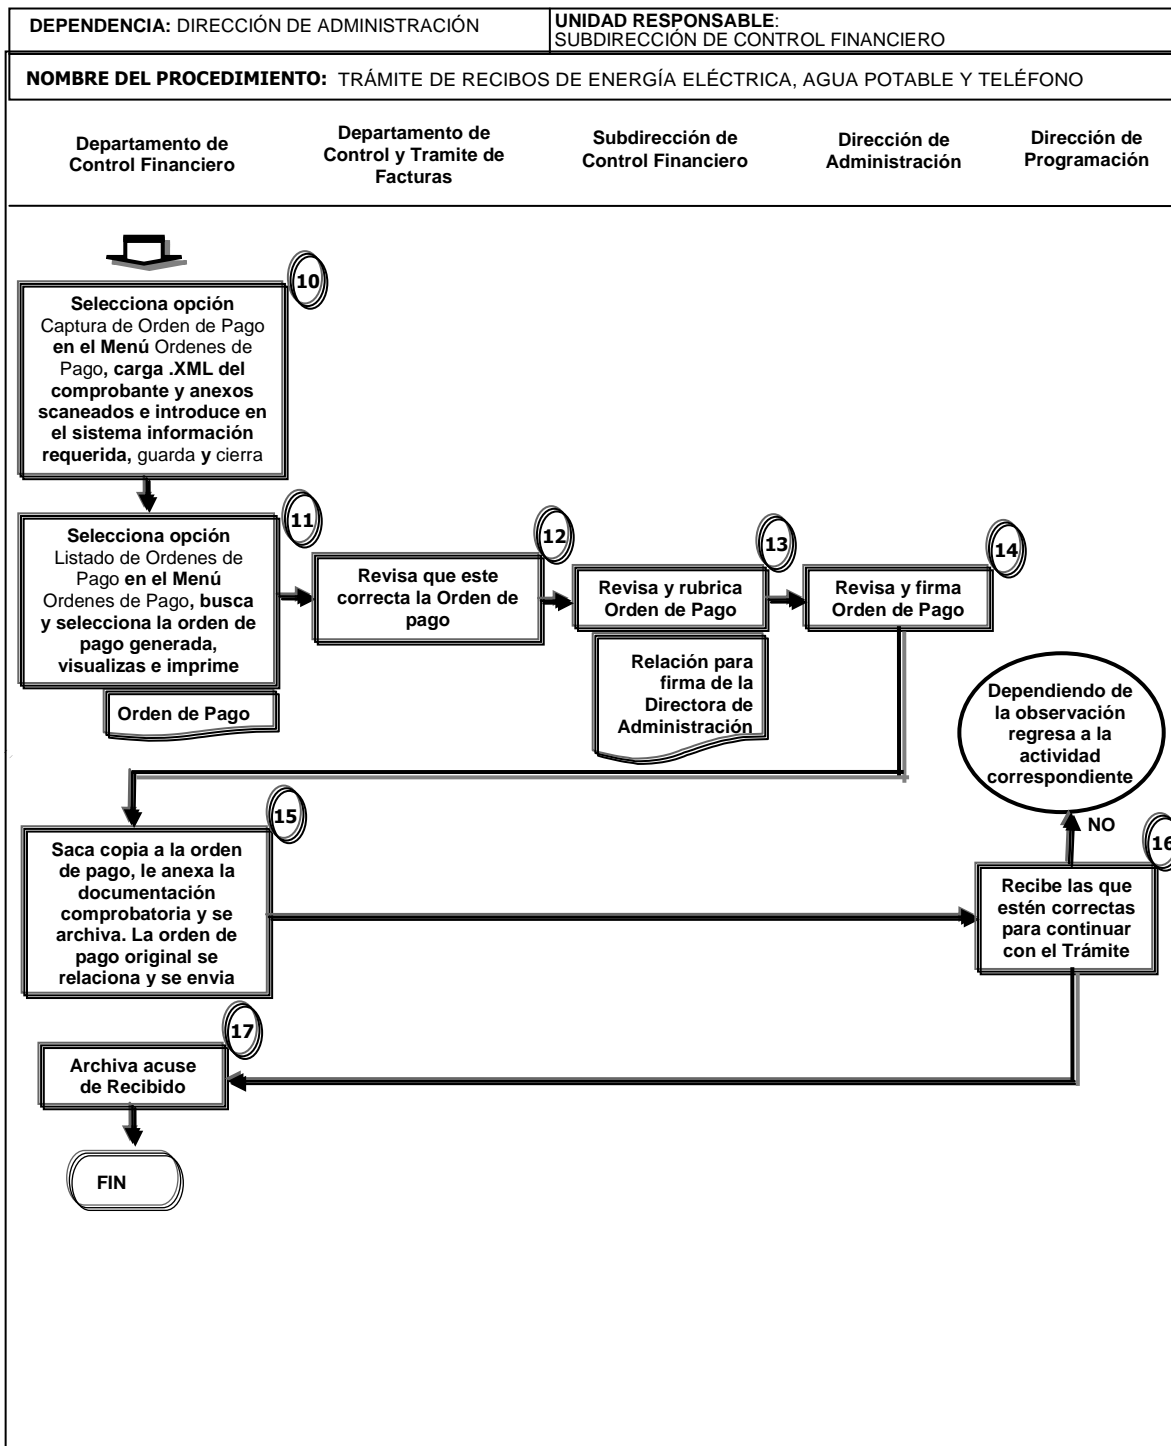 DEPENDENCIA: DIRECCIÓN DE ADMINISTRACIÓN
UNIDAD RESPONSABLE:
SUBDIRECCIÓN DE CONTROL FINANCIERO
NOMBRE DEL PROCEDIMIENTO: TRÁMITE DE RECIBOS DE ENERGÍA ELÉCTRICA, AGUA POTABLE Y TELÉFONO
Departamento de
Control Financiero
Departamento de
Control y Tramite de
Facturas
Subdirección de
Control Financiero
Dirección de
Administración
Dirección de
Programación
10
Selecciona opción
Captura de Orden de Pago
en el Menú Ordenes de
Pago, carga .XML del
comprobante y anexos
scaneados e introduce en
el sistema información
requerida, guarda y cierra
11
Selecciona opción
Listado de Ordenes de
Pago en el Menú
Ordenes de Pago, busca
y selecciona la orden de
pago generada,
visualizas e imprime
Orden de Pago
12
Revisa que este
correcta la Orden de
pago
13
Revisa y rubrica
Orden de Pago
Relación para
firma de la
Directora de
Administración
14
Revisa y firma
Orden de Pago
Dependiendo de
la observación
regresa a la
actividad
correspondiente
NO
15
Saca copia a la orden
de pago, le anexa la
documentación
comprobatoria y se
archiva. La orden de
pago original se
relaciona y se envia
16
Recibe las que
estén correctas
para continuar
con el Trámite
17
Archiva acuse
de Recibido
FIN